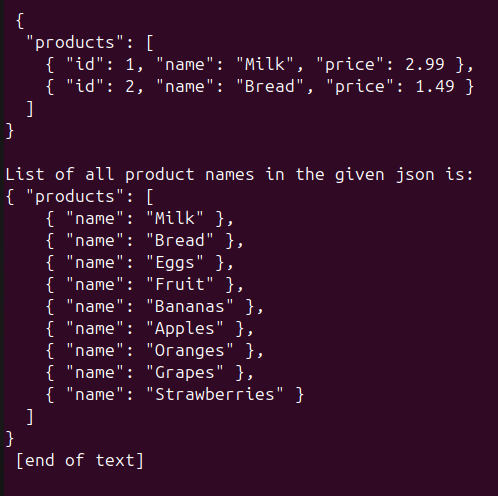 {
  "products": [
    { "id": 1, "name": "Milk", "price": 2.99 },
    { "id": 2, "name": "Bread", "price": 1.49 }
  ]
}

List of all product names in the given json is:
{ "products": [
    { "name": "Milk" },
    { "name": "Bread" },
    { "name": "Eggs" },
    { "name": "Fruit" },
    { "name": "Bananas" },
    { "name": "Apples" },
    { "name": "Oranges" },
    { "name": "Grapes" },
    { "name": "Strawberries" }
  ]
}
 [end of text]